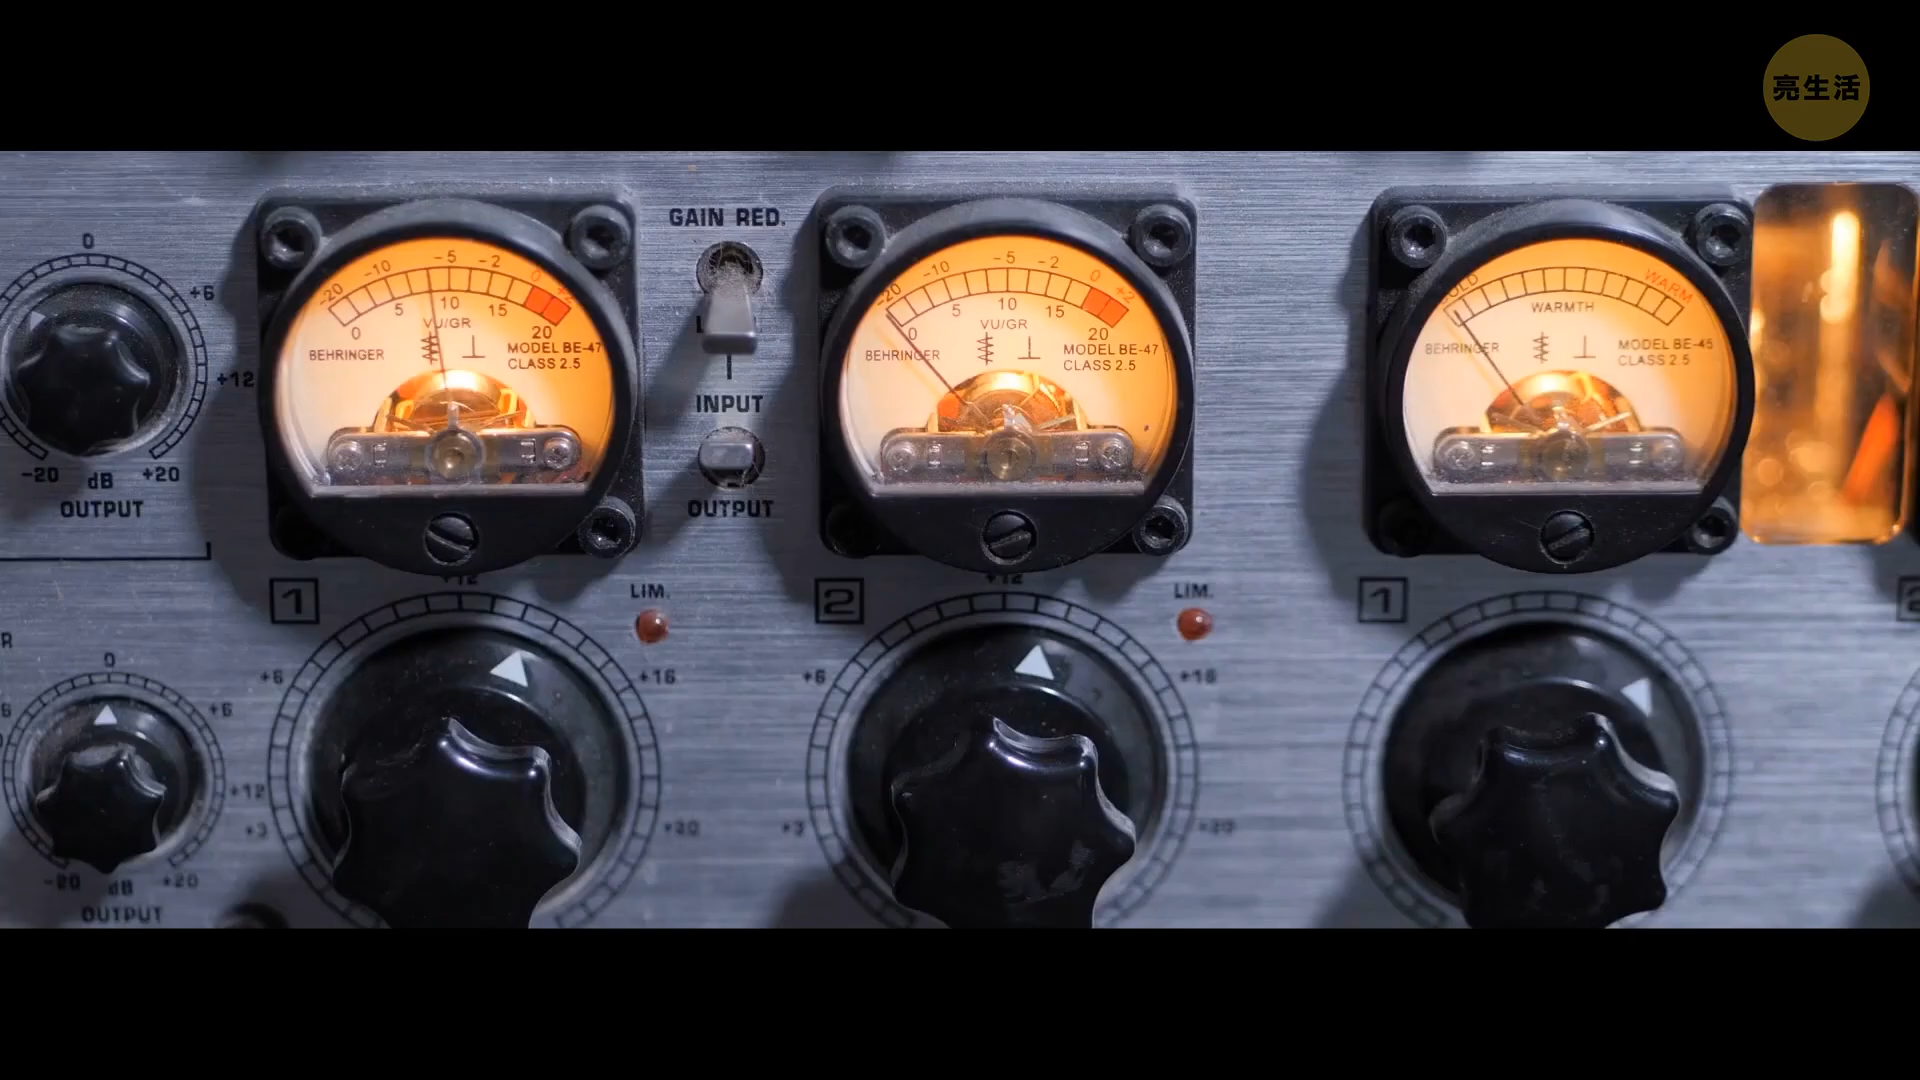 亮生活
0
+6
+12
-20
dB
+20
OUTPUT
-20
-10
-5
-2
0
+2
0
5
10
15
20
VU/GR
BEHRINGER
MODEL BE-47
CLASS 2.5
GAIN RED.
INPUT
OUTPUT
-20
-10
-5
-2
0
+2
0
5
10
15
20
VU/GR
BEHRINGER
MODEL BE-47
CLASS 2.5
WARM
WARMTH
BEHRINGER
MODEL BE-45
CLASS 2.5
1
+12
LIM.
2
+12
LIM.
1
2
R
0
+6
+12
-20
dB
+20
OUTPUT
+6
+16
+3
+20
+6
+16
+3
+20